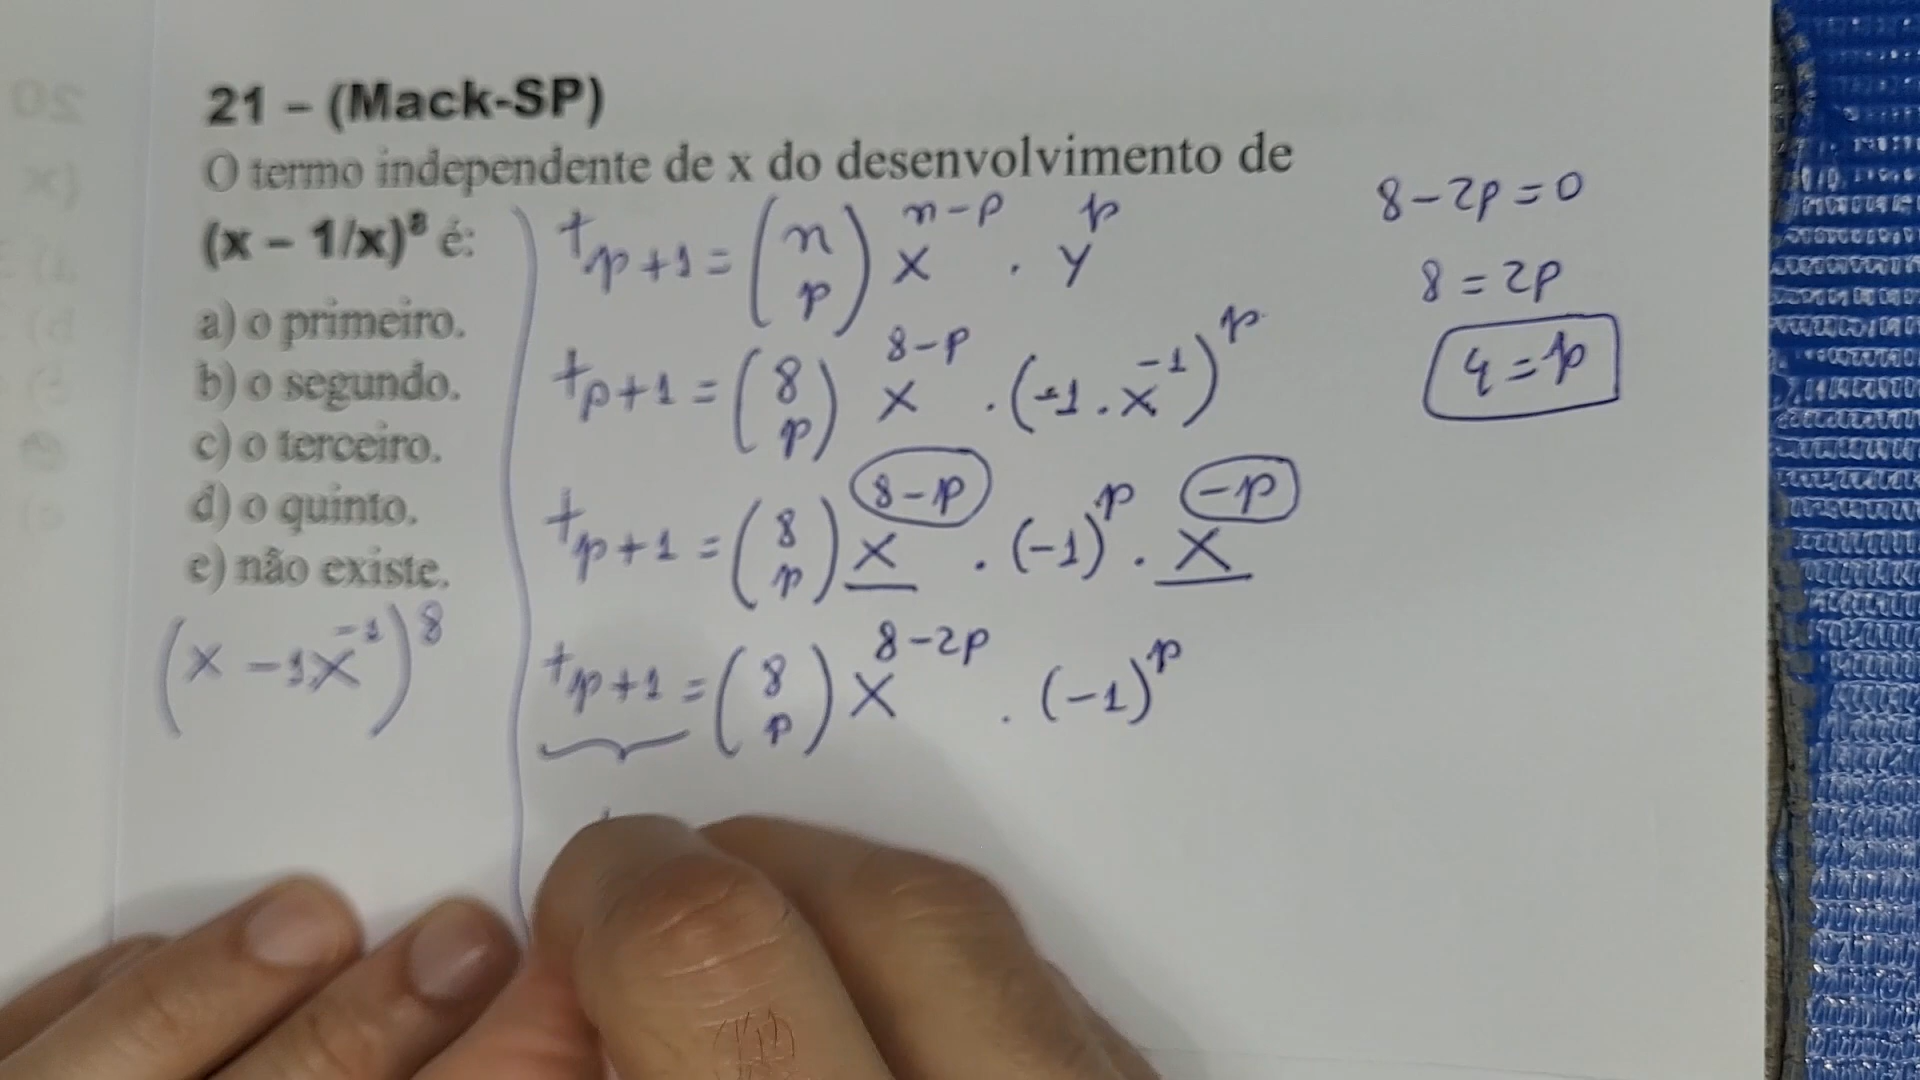 21 – (Mack-SP)
O termo independente de x do desenvolvimento de
(x – 1/x)⁸ é:
a) o primeiro.
b) o segundo.
c) o terceiro.
d) o quinto.
e) não existe.
(x -1x⁻¹)⁸
tₚ₊₁ = (n p) xⁿ⁻ᵖ . yᵖ
tₚ₊₁ = (8 p) x⁸⁻ᵖ . (-1 . x⁻¹)ᵖ
tₚ₊₁ = (8 p) x⁸⁻ᵖ . (-1)ᵖ . x⁻ᵖ
tₚ₊₁ = (8 p) x⁸⁻²ᵖ . (-1)ᵖ
8-2p=0
8=2p
4=p